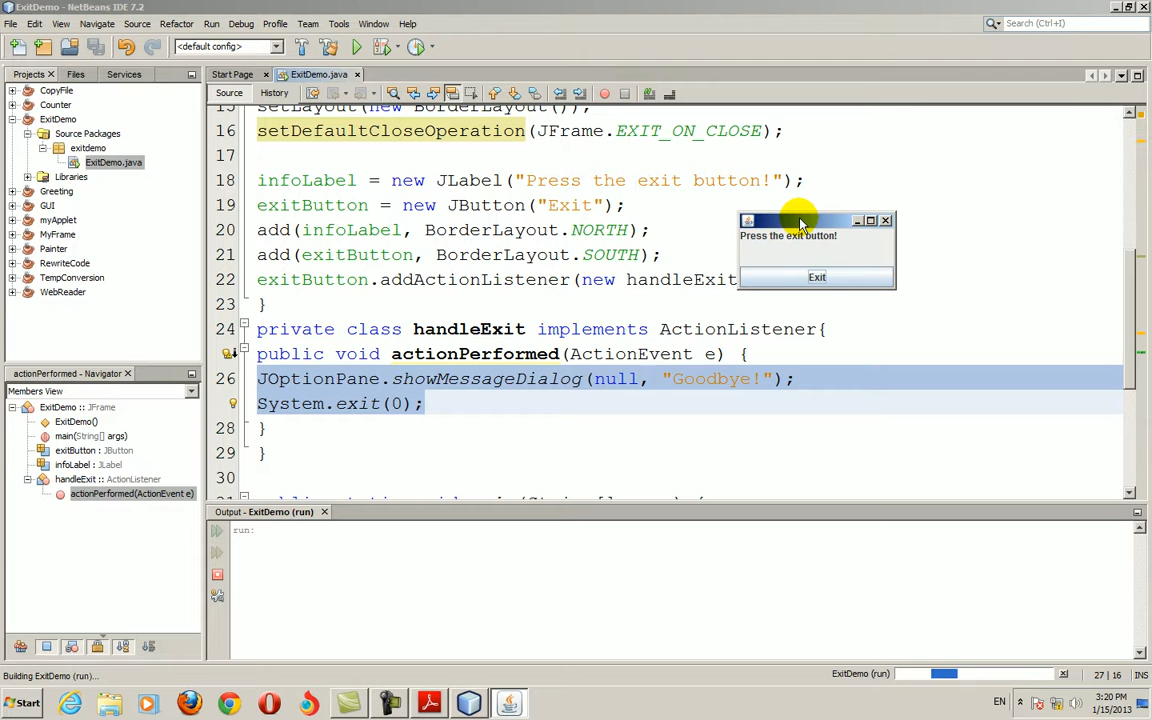 ExitDemo - NetBeans IDE 7.2
File Edit View Navigate Source Refactor Run Debug Profile Team Tools Window Help
Search (Ctrl+I)
<default config>
Projects Files Services
Start Page ExitDemo.java
Source History
CopyFile
Counter
ExitDemo
Source Packages
exitdemo
ExitDemo.java
Libraries
Greeting
GUI
myApplet
MyFrame
Painter
RewriteCode
TempConversion
WebReader
setLayout(new BorderLayout());
16 setDefaultCloseOperation(JFrame.EXIT_ON_CLOSE);
17
18 infoLabel = new JLabel("Press the exit button!");
19 exitButton = new JButton("Exit");
20 add(infoLabel, BorderLayout.NORTH);
21 add(exitButton, BorderLayout.SOUTH);
22 exitButton.addActionListener(new handleExit
23 }
24 private class handleExit implements ActionListener{
public void actionPerformed(ActionEvent e) {
26 JOptionPane.showMessageDialog(null, "Goodbye!");
System.exit(0);
28 }
29 }
30
Press the exit button!
Exit
actionPerformed - Navigator
Members View
ExitDemo :: JFrame
ExitDemo()
main(String[] args)
exitButton : JButton
infoLabel : JLabel
handleExit :: ActionListener
actionPerformed(ActionEvent e)
Output - ExitDemo (run)
run:
Building ExitDemo (run)...
ExitDemo (run)
27 | 16 INS
Start
EN
3:20 PM
1/15/2013